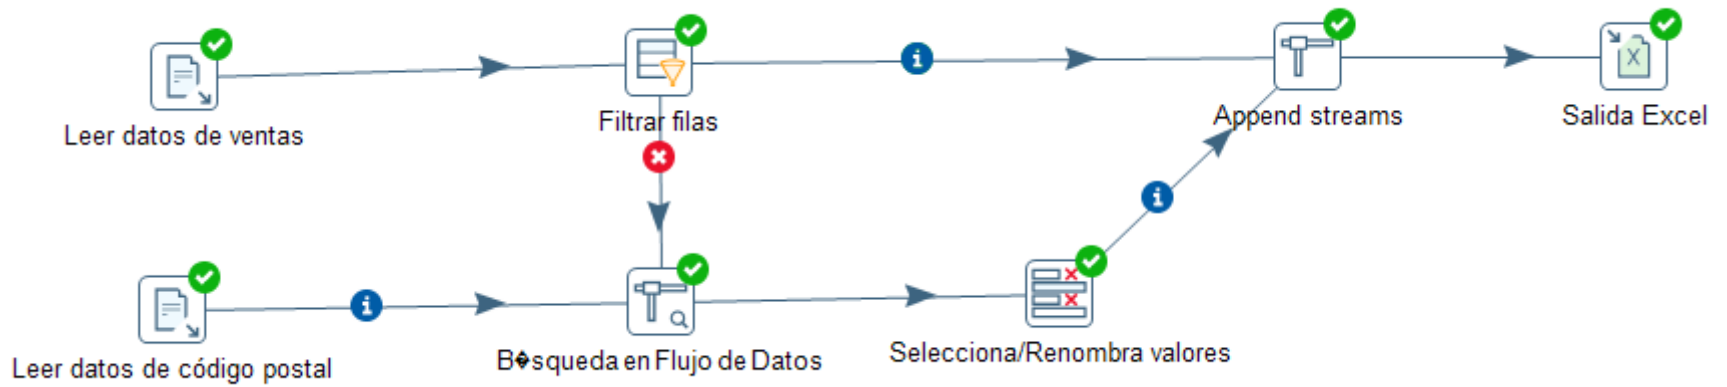 Leer datos de ventas
Filtrar filas
Append streams
Salida Excel
Leer datos de código postal
B�squeda en Flujo de Datos
Selecciona/Renombra valores